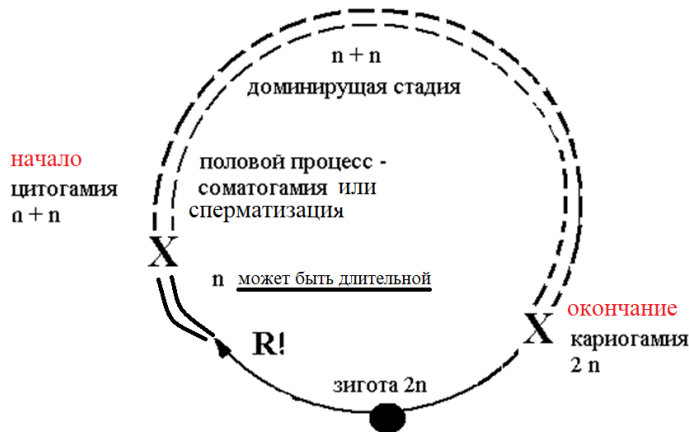 n + n
доминирущая стадия
начало
цитогамия
n + n
половой процесс -
соматогамия или
сперматизация
X
n может быть длительной
R!
окончание
X
кариогамия
2 n
зигота 2n